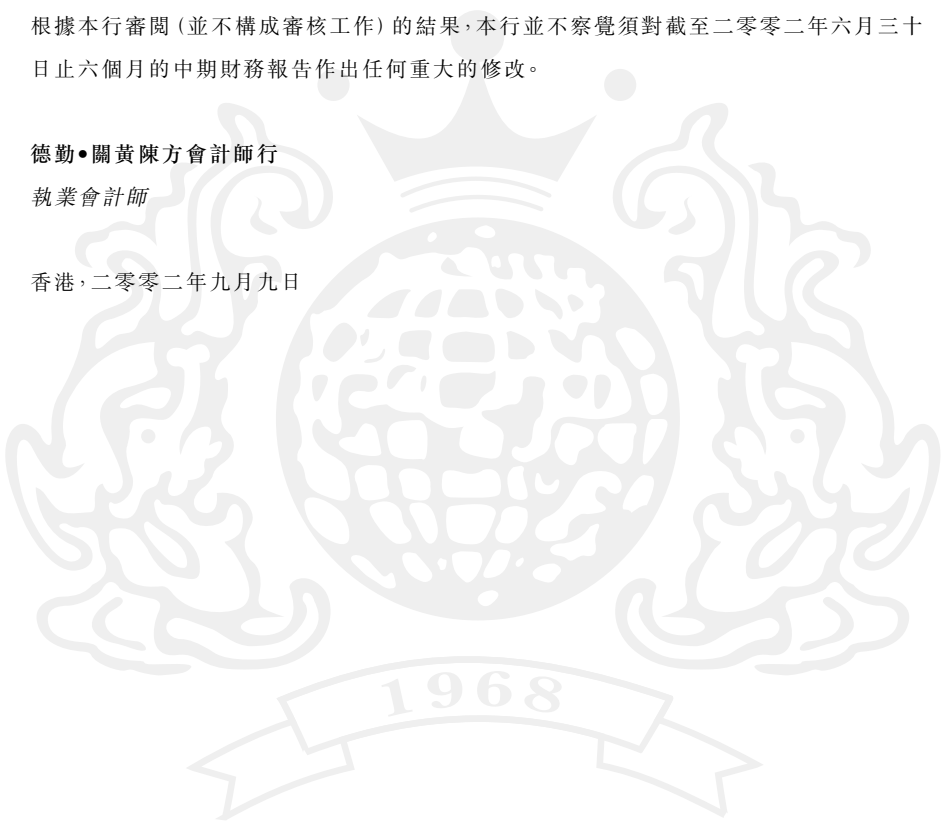 根據本行審閱（並不構成審核工作）的結果，本行並不察覺須對截至二零零二年六月三十
日止六個月的中期財務報告作出任何重大的修改。
德勤•關黃陳方會計師行
執業會計師
香港，二零零二年九月九日
1968